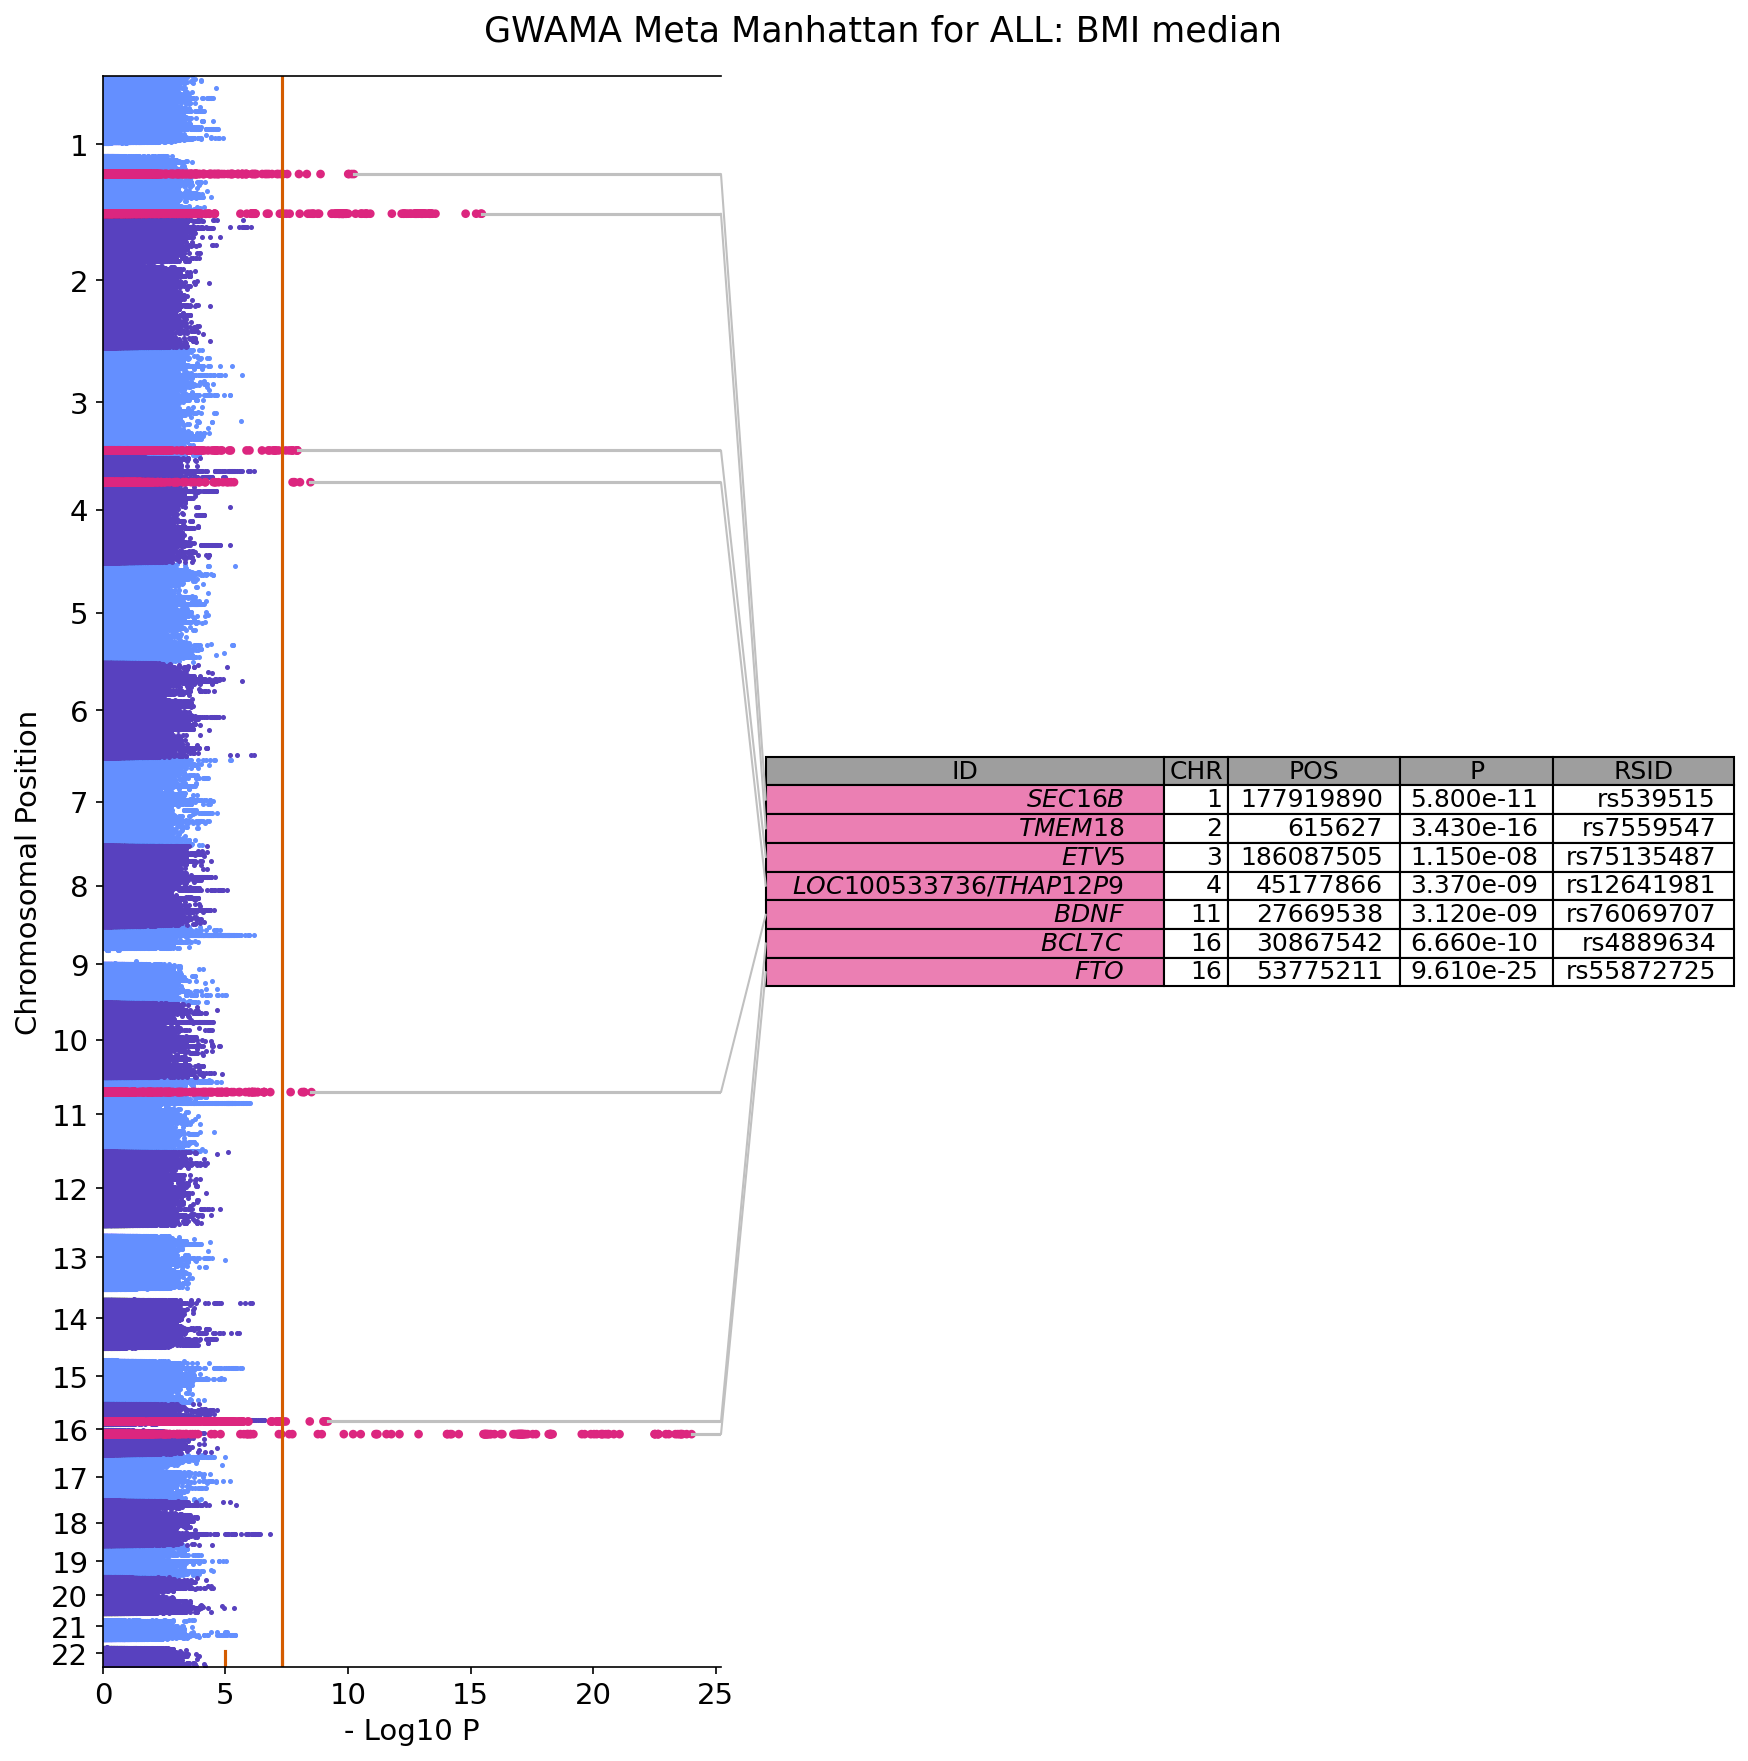 GWAMA Meta Manhattan for ALL: BMI median
Chromosomal Position
1
2
3
4
5
6
7
8
9
10
11
12
13
14
15
16
17
18
19
20
21
22
0 5 10 15 20 25
- Log10 P
ID CHR POS P RSID
SEC16B 1 177919890 5.800e-11 rs539515
TMEM18 2 615627 3.430e-16 rs7559547
ETV5 3 186087505 1.150e-08 rs75135487
LOC100533736/THAP12P9 4 45177866 3.370e-09 rs12641981
BDNF 11 27669538 3.120e-09 rs76069707
BCL7C 16 30867542 6.660e-10 rs4889634
FTO 16 53775211 9.610e-25 rs55872725